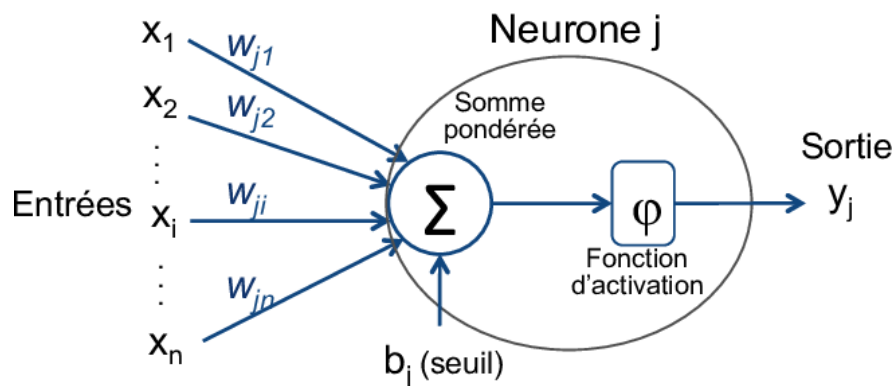 Neurone j
x1
wj1
x2
wj2
Somme
pondérée
Sortie
yj
Entrées
xi
wji
Σ
φ
Fonction
d'activation
wjn
xn
bj (seuil)